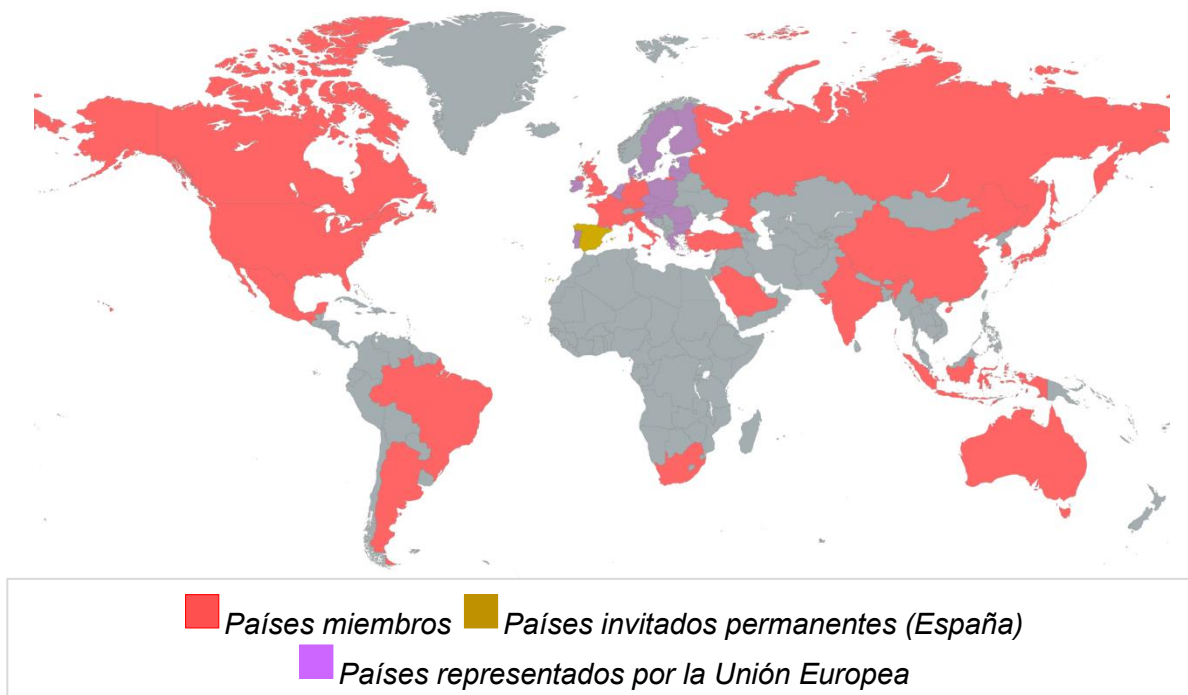 Países miembros Países invitados permanentes (España)
Países representados por la Unión Europea